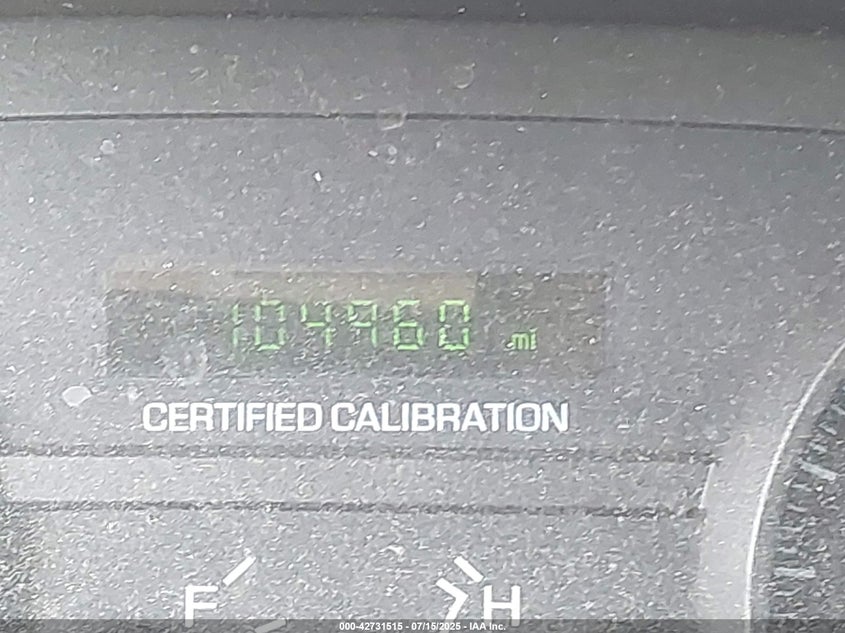 104960 mi
CERTIFIED CALIBRATION
F H
000-42731515 - 07/15/2025 - IAA Inc.